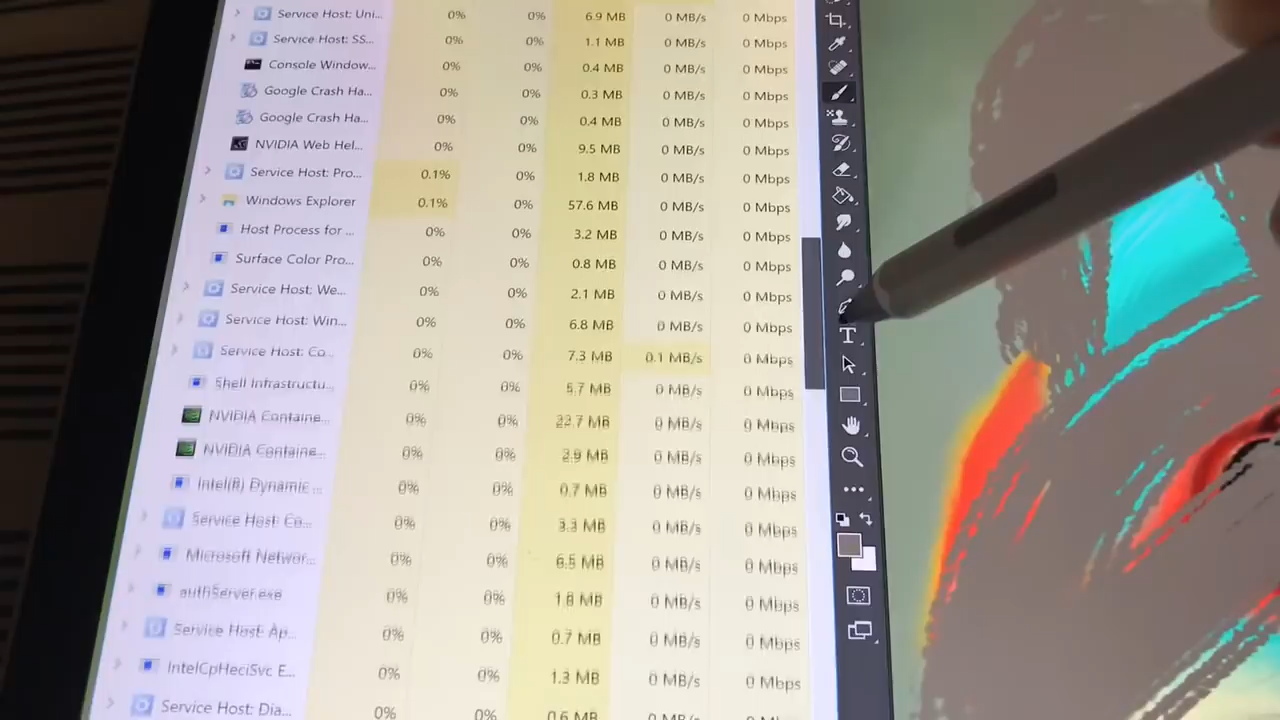 Service Host: Uni... 0% 0% 6.9 MB 0 MB/s 0 Mbps
Service Host: SS... 0% 0% 1.1 MB 0 MB/s 0 Mbps
Console Window... 0% 0% 0.4 MB 0 MB/s 0 Mbps
Google Crash Ha... 0% 0% 0.3 MB 0 MB/s 0 Mbps
Google Crash Ha... 0% 0% 0.4 MB 0 MB/s 0 Mbps
NVIDIA Web Hel... 0% 0% 9.5 MB 0 MB/s 0 Mbps
Service Host: Pro... 0.1% 0% 1.8 MB 0 MB/s 0 Mbps
Windows Explorer 0.1% 0% 57.6 MB 0 MB/s 0 Mbps
Host Process for ... 0% 0% 3.2 MB 0 MB/s 0 Mbps
Surface Color Pro... 0% 0% 0.8 MB 0 MB/s 0 Mbps
Service Host: We... 0% 0% 2.1 MB 0 MB/s 0 Mbps
Service Host: Win... 0% 0% 6.8 MB 0 MB/s 0 Mbps
Service Host: Co... 0% 0% 7.3 MB 0.1 MB/s 0 Mbps
Shell Infrastructu... 0% 0% 5.7 MB 0 MB/s 0 Mbps
NVIDIA Containe... 0% 0% 22.7 MB 0 MB/s 0 Mbps
NVIDIA Containe... 0% 0% 2.9 MB 0 MB/s 0 Mbps
Intel(R) Dynamic ... 0% 0% 0.7 MB 0 MB/s 0 Mbps
Service Host: Co... 0% 0% 3.3 MB 0 MB/s 0 Mbps
Microsoft Networ... 0% 0% 6.5 MB 0 MB/s 0 Mbps
authServer.exe 0% 0% 1.8 MB 0 MB/s 0 Mbps
Service Host: Ap... 0% 0% 0.7 MB 0 MB/s 0 Mbps
IntelCpHeciSvc E... 0% 0% 1.3 MB 0 MB/s 0 Mbps
Service Host: Dia... 0% 0% 0.6 MB 0 MB/s 0 Mbps